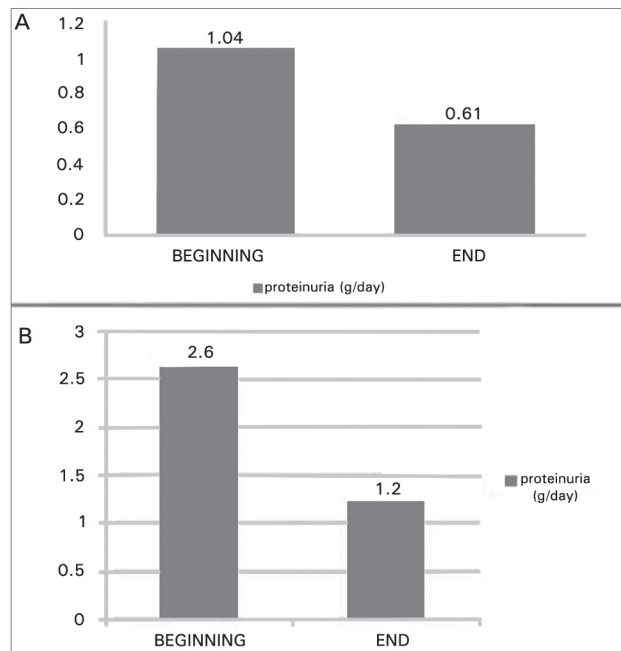 A
1.2
1
0.8
0.6
0.4
0.2
0
1.04
0.61
BEGINNING END
proteinuria (g/day)
B
3
2.5
2
1.5
1
0.5
0
2.6
1.2
BEGINNING END
proteinuria
(g/day)